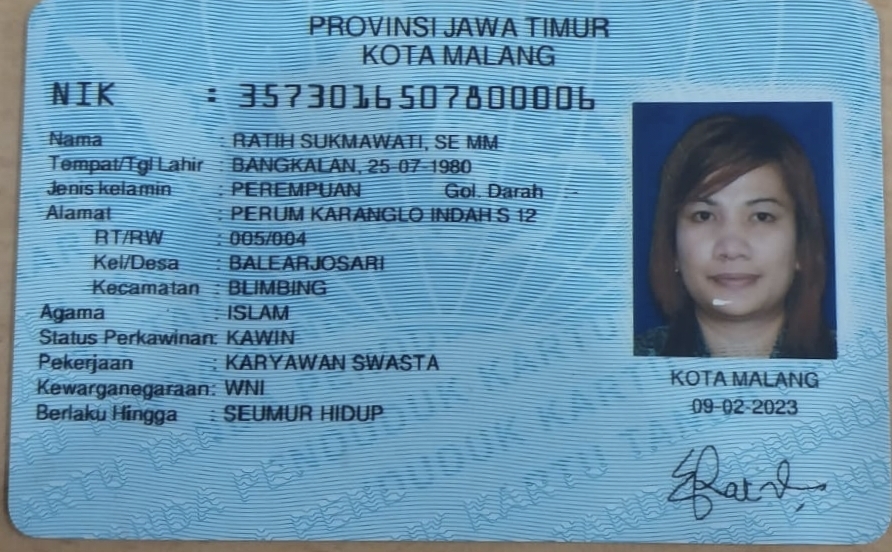 PROVINSI JAWA TIMUR
KOTA MALANG
NIK : 3573016507800006
Nama : RATIH SUKMAWATI, SE MM
Tempat/Tgl Lahir : BANGKALAN, 25-07-1980
Jenis kelamin : PEREMPUAN Gol. Darah :-
Alamat : PERUM KARANGLO INDAH S 12
RT/RW : 005/004
Kel/Desa : BALEARJOSARI
Kecamatan : BLIMBING
Agama : ISLAM
Status Perkawinan: KAWIN
Pekerjaan : KARYAWAN SWASTA
Kewarganegaraan: WNI
Berlaku Hingga : SEUMUR HIDUP
KOTA MALANG
09-02-2023